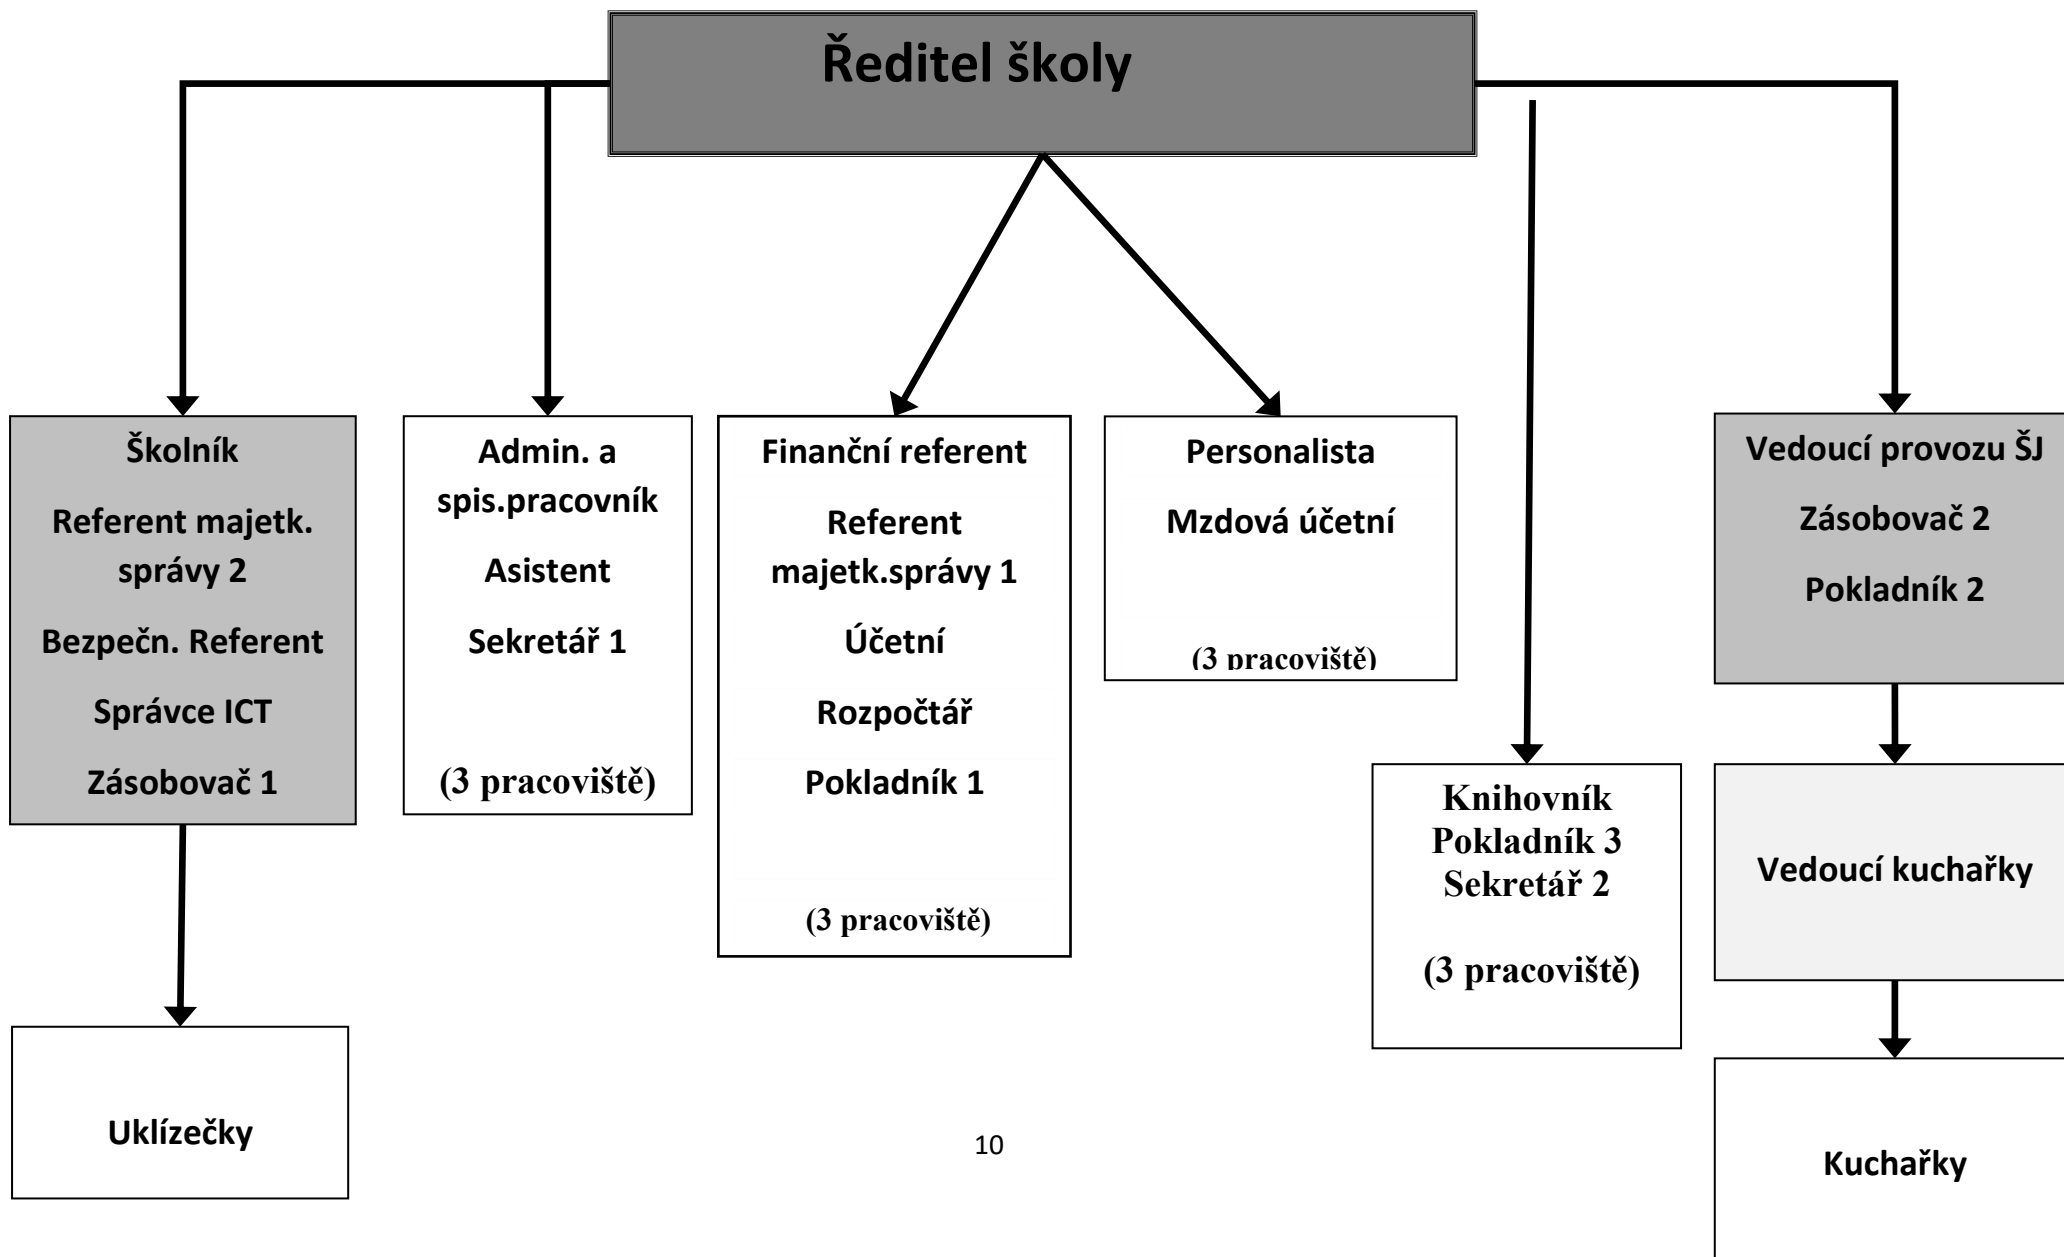 Ředitel školy
Školník
Referent majetk.
správy 2
Bezpečn. Referent
Správce ICT
Zásobovač 1
Admin. a
spis.pracovník
Asistent
Sekretář 1
(3 pracoviště)
Finanční referent
Referent
majetk.správy 1
Účetní
Rozpočtář
Pokladník 1
(3 pracoviště)
Personalista
Mzdová účetní
(3 pracoviště)
Knihovník
Pokladník 3
Sekretář 2
(3 pracoviště)
Vedoucí provozu ŠJ
Zásobovač 2
Pokladník 2
Vedoucí kuchařky
Uklízečky
Kuchařky
10